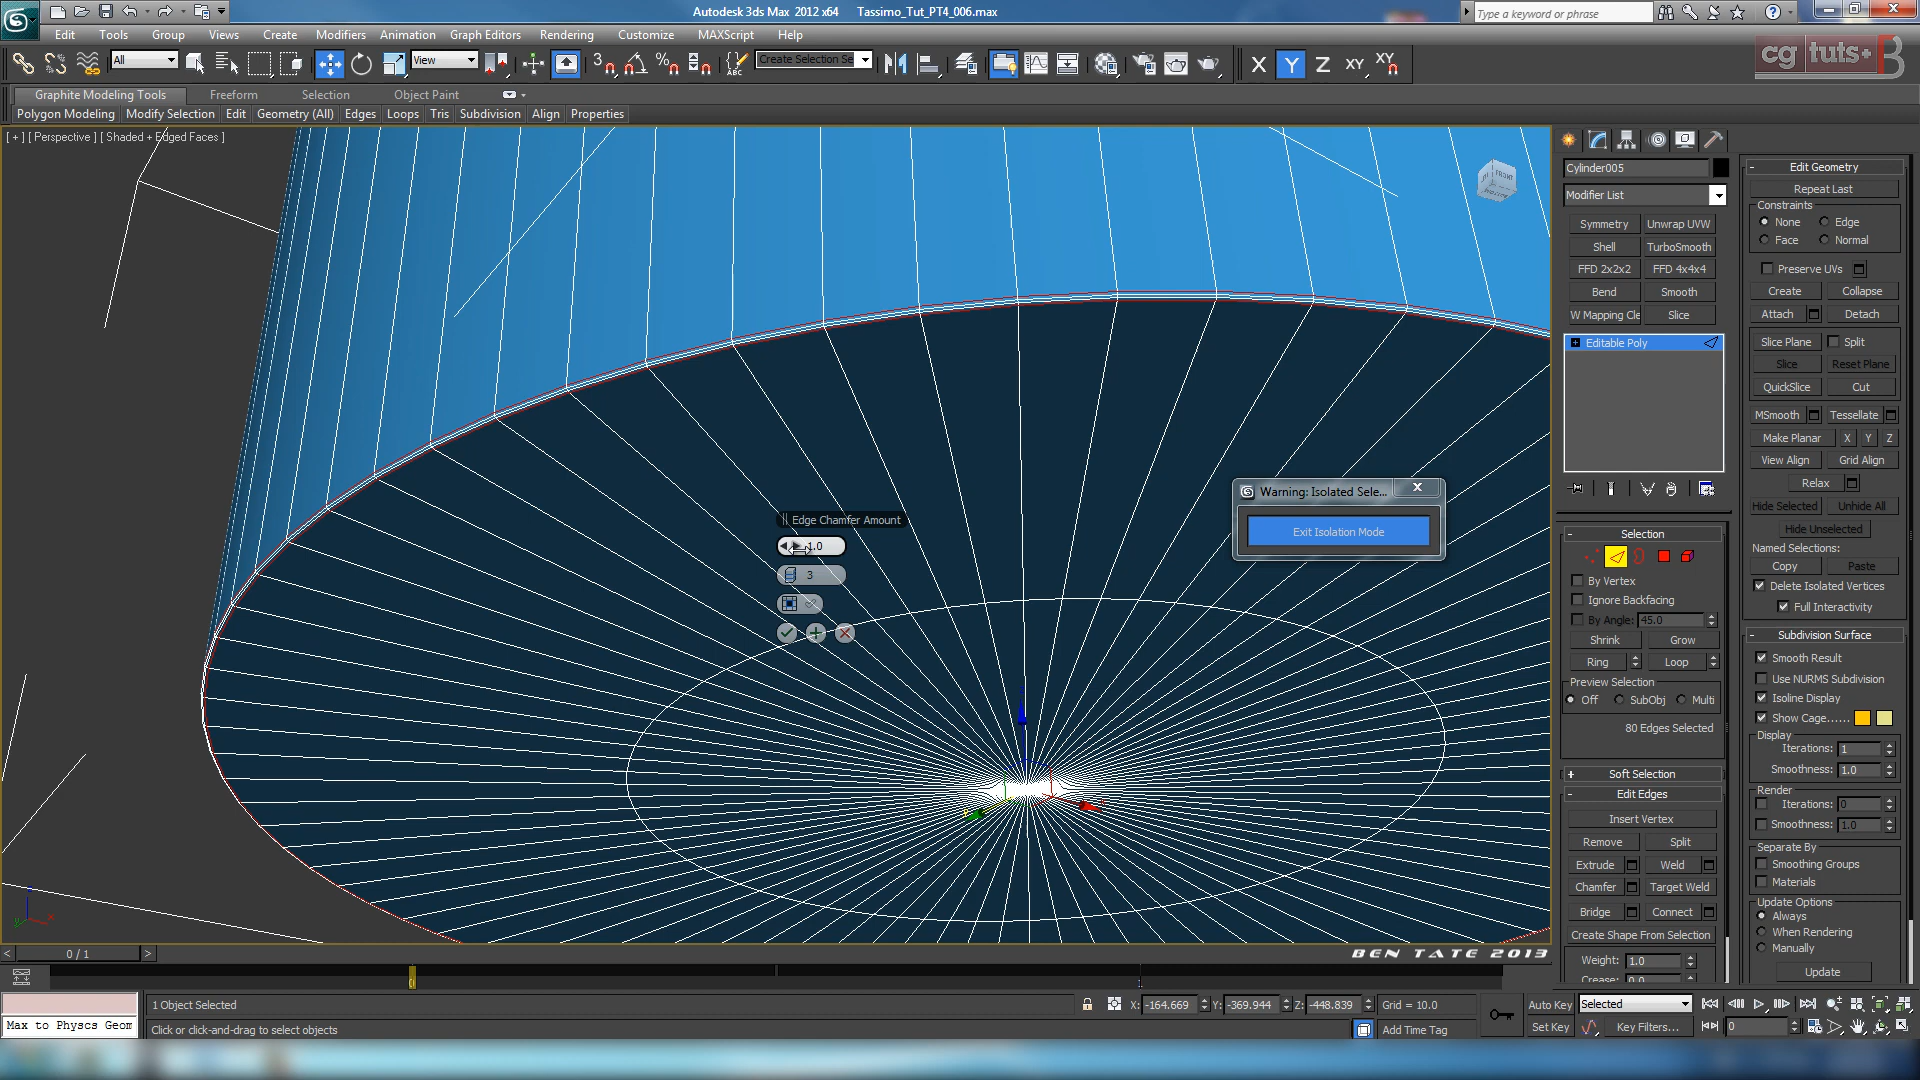 Autodesk 3ds Max 2012 x64 Tassimo_Tut_PT4_006.max
Type a keyword or phrase
Edit Tools Group Views Create Modifiers Animation Graph Editors Rendering Customize MAXScript Help
All View Create Selection Se X Y Z XY XY
cg tuts+
Graphite Modeling Tools Freeform Selection Object Paint
Polygon Modeling Modify Selection Edit Geometry (All) Edges Loops Tris Subdivision Align Properties
[ + ] [ Perspective ] [ Shaded + Edged Faces ]
FRONT
Edge Chamfer Amount
1.0
3
Warning: Isolated Sele...
Exit Isolation Mode
Cylinder005
Modifier List
Symmetry Unwrap UVW
Shell TurboSmooth
FFD 2x2x2 FFD 4x4x4
Bend Smooth
W Mapping Cle Slice
Editable Poly
Selection
By Vertex
Ignore Backfacing
By Angle: 45.0
Shrink Grow
Ring Loop
Preview Selection
Off SubObj Multi
80 Edges Selected
Soft Selection
Edit Edges
Insert Vertex
Remove Split
Extrude Weld
Chamfer Target Weld
Bridge Connect
Create Shape From Selection
Weight: 1.0
Crease: 0.0
Edit Geometry
Repeat Last
Constraints
None Edge
Face Normal
Preserve UVs
Create Collapse
Attach Detach
Slice Plane Split
Slice Reset Plane
QuickSlice Cut
MSmooth Tessellate
Make Planar X Y Z
View Align Grid Align
Relax
Hide Selected Unhide All
Hide Unselected
Named Selections:
Copy Paste
Delete Isolated Vertices
Full Interactivity
Subdivision Surface
Smooth Result
Use NURMS Subdivision
Isoline Display
Show Cage......
Display
Iterations: 1
Smoothness: 1.0
Render
Iterations: 0
Smoothness: 1.0
Separate By
Smoothing Groups
Materials
Update Options
Always
When Rendering
Manually
Update
BEN TATE 2013
< 0 / 1 >
0 1
1 Object Selected X: -164.669 Y: -369.944 Z: -448.839 Grid = 10.0 Auto Key Selected
Max to Physcs Geom Click or click-and-drag to select objects Add Time Tag Set Key Key Filters... 0